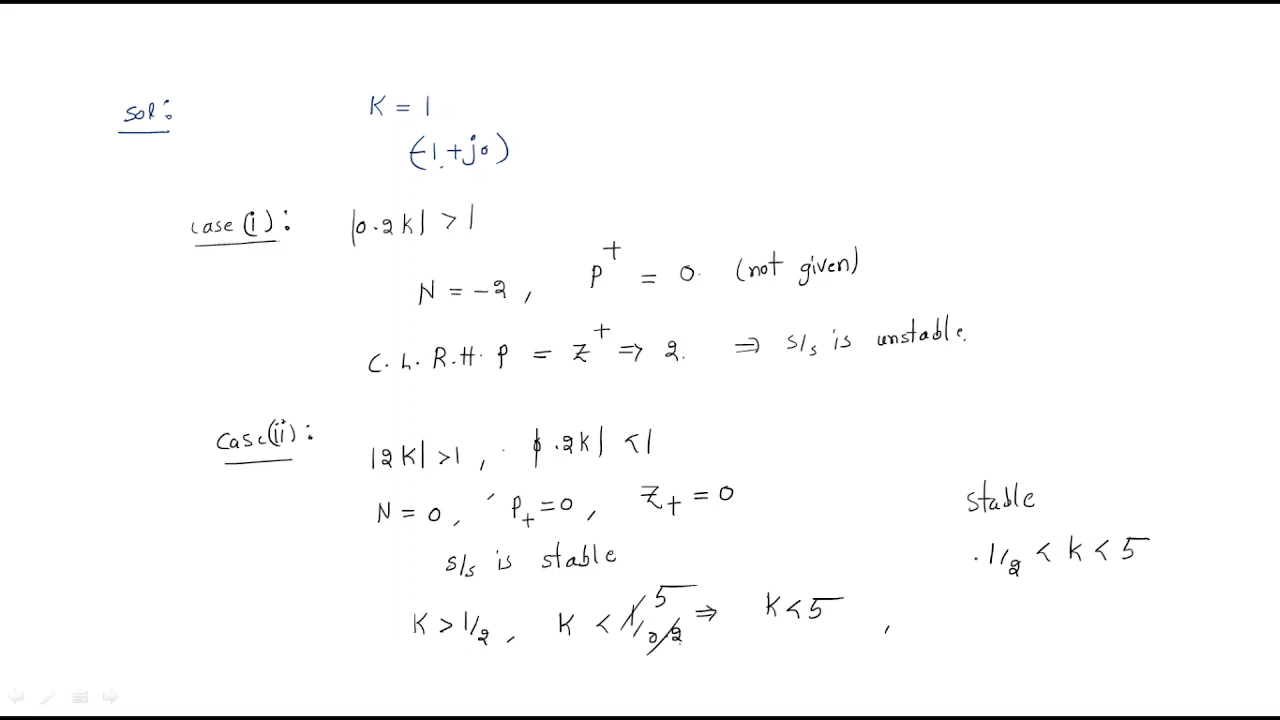 Sol:
K = 1
(-1 + j0)
case (i): |0.2K| > 1
N = -2, P+ = 0. (not given)
C.L.R.H.P = Z+ ⇒ 2. ⇒ s/s is unstable.
Case(ii): |2K| > 1, |0.2K| < 1
N = 0, P+ = 0, Z+ = 0
stable
s/s is stable
1/2 < K < 5
K > 1/2, K < 1/0.2 5 ⇒ K < 5,